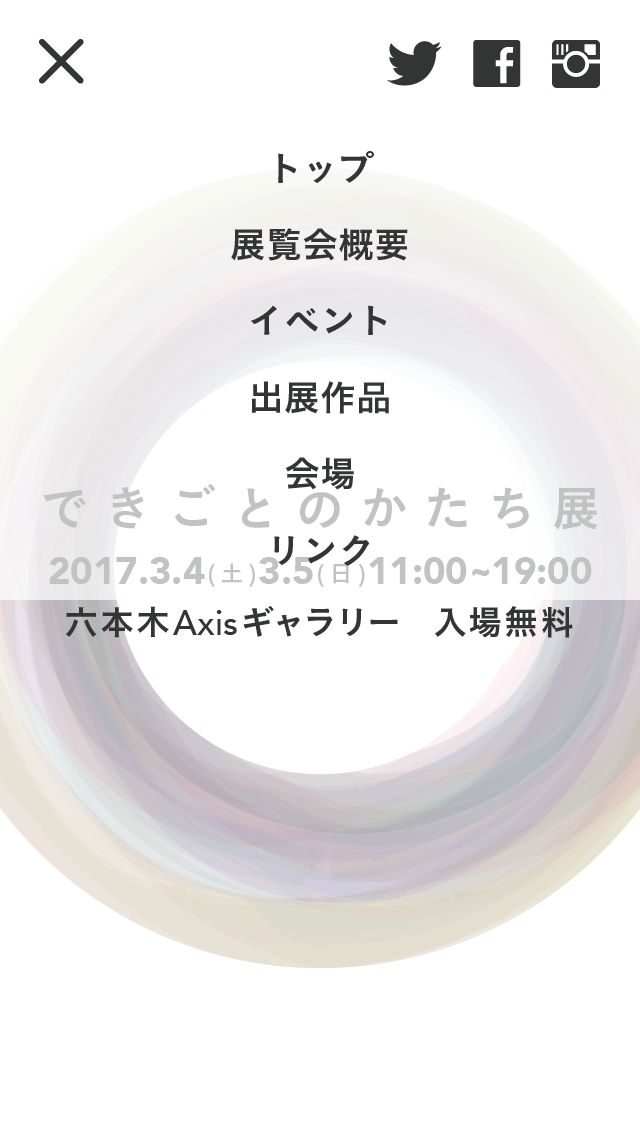 トップ
展覧会概要
イベント
出展作品
会場
できごとのかたち展
リンク
2017.3.4(土)3.5(日)11:00~19:00
六本木Axisギャラリー　入場無料